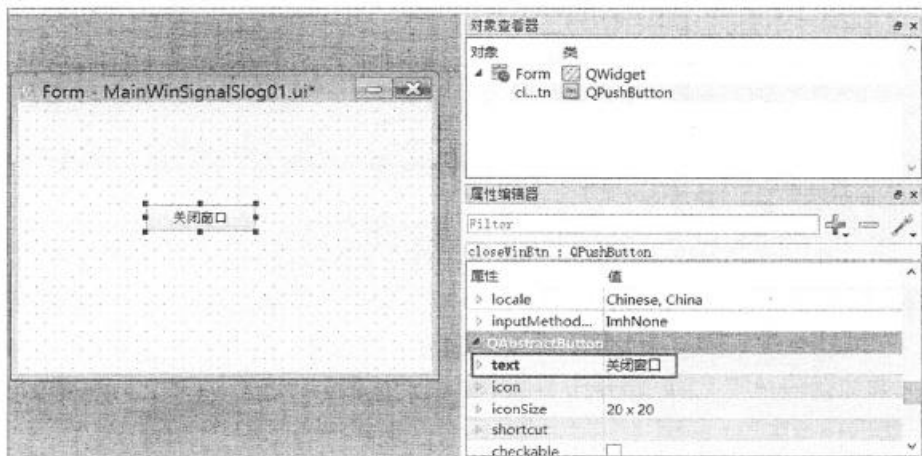 Form - MainWinSignalSlog01.ui*
关闭窗口
对象查看器
对象 类
Form QWidget
cl...tn QPushButton
属性编辑器
Filter
closeWinBtn : QPushButton
属性 值
locale Chinese, China
inputMethod... ImhNone
QAbstractButton
text 关闭窗口
icon
iconSize 20 x 20
shortcut
checkable